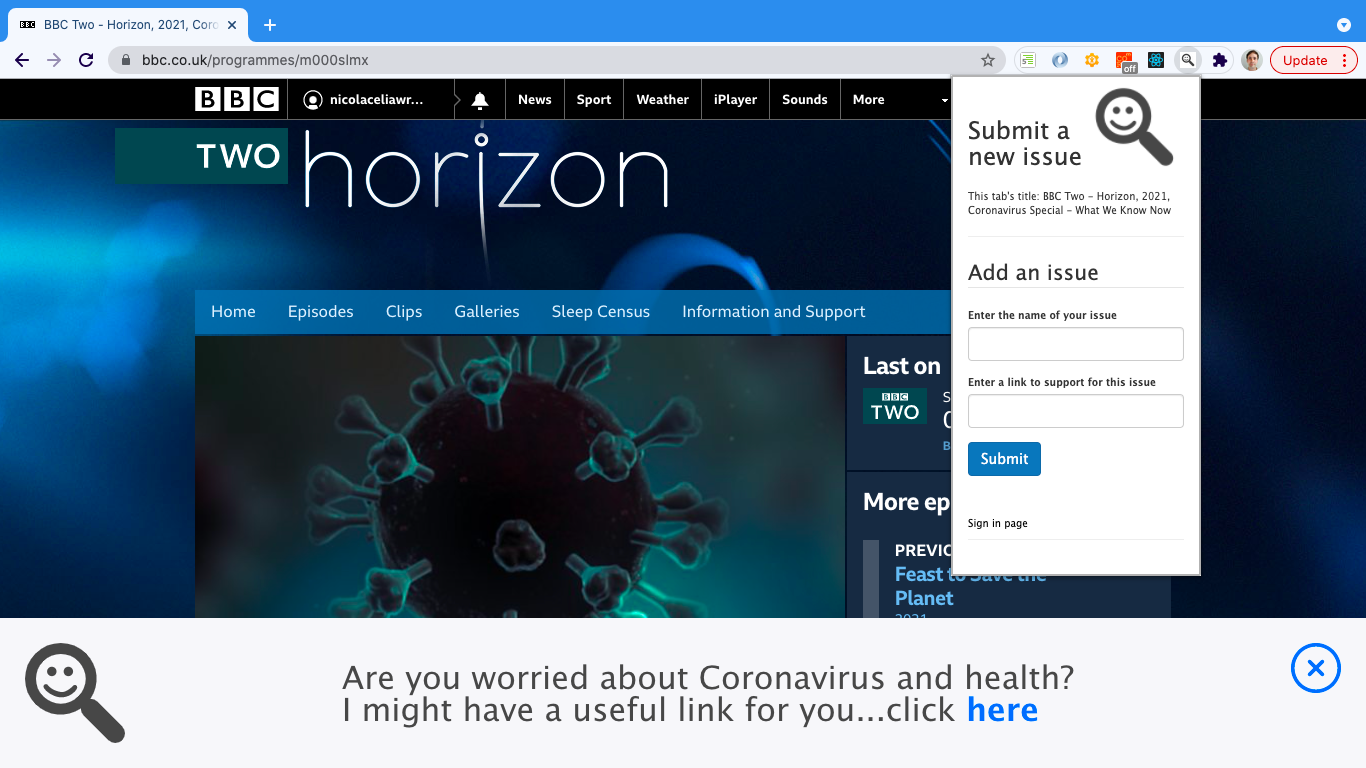 BBC Two - Horizon, 2021, Coro
bbc.co.uk/programmes/m000slmx
off
Update
BBC
nicolaceliawr...
News
Sport
Weather
iPlayer
Sounds
More
TWO
horizon
Home
Episodes
Clips
Galleries
Sleep Census
Information and Support
Last on
BBC
TWO
S
B
More ep
PREVIC
Feast to Save the
Planet
2021
Submit a
new issue
This tab's title: BBC Two - Horizon, 2021,
Coronavirus Special - What We Know Now
Add an issue
Enter the name of your issue
Enter a link to support for this issue
Submit
Sign in page
Are you worried about Coronavirus and health?
I might have a useful link for you...click here